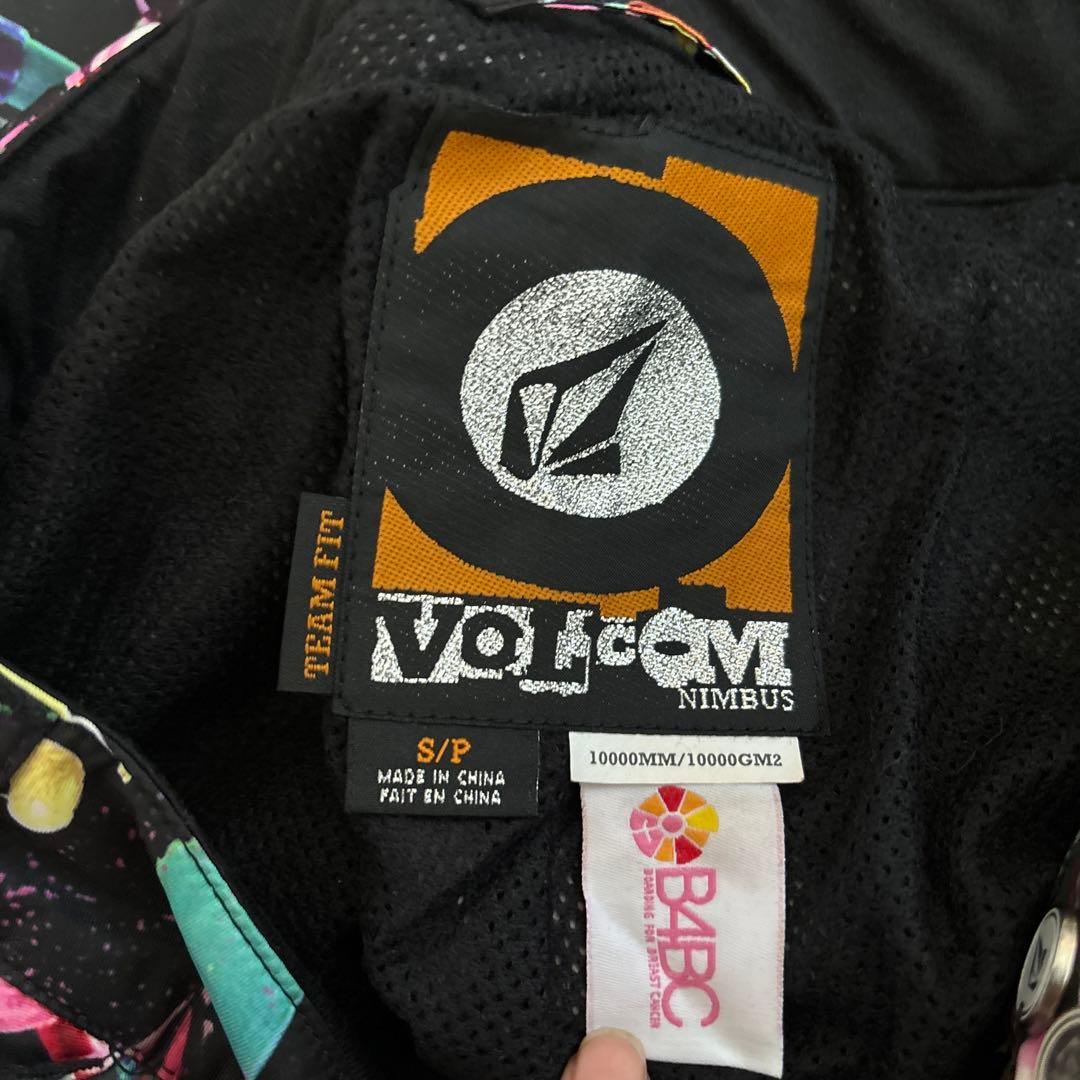 TEAM FIT
VOLCOM
NIMBUS
S/P
MADE IN CHINA
FAIT EN CHINA
10000MM/10000GM2
B4BC
BOARDING FOR BREAST CANCER